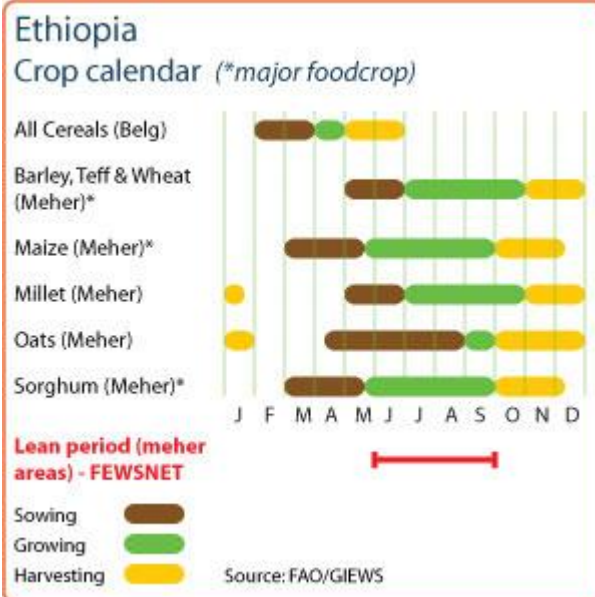 Ethiopia
Crop calendar (*major foodcrop)
All Cereals (Belg)
Barley, Teff & Wheat
(Meher)*
Maize (Meher)*
Millet (Meher)
Oats (Meher)
Sorghum (Meher)*
J F M A M J J A S O N D
Lean period (meher
areas) - FEWSNET
Sowing
Growing
Harvesting
Source: FAO/GIEWS